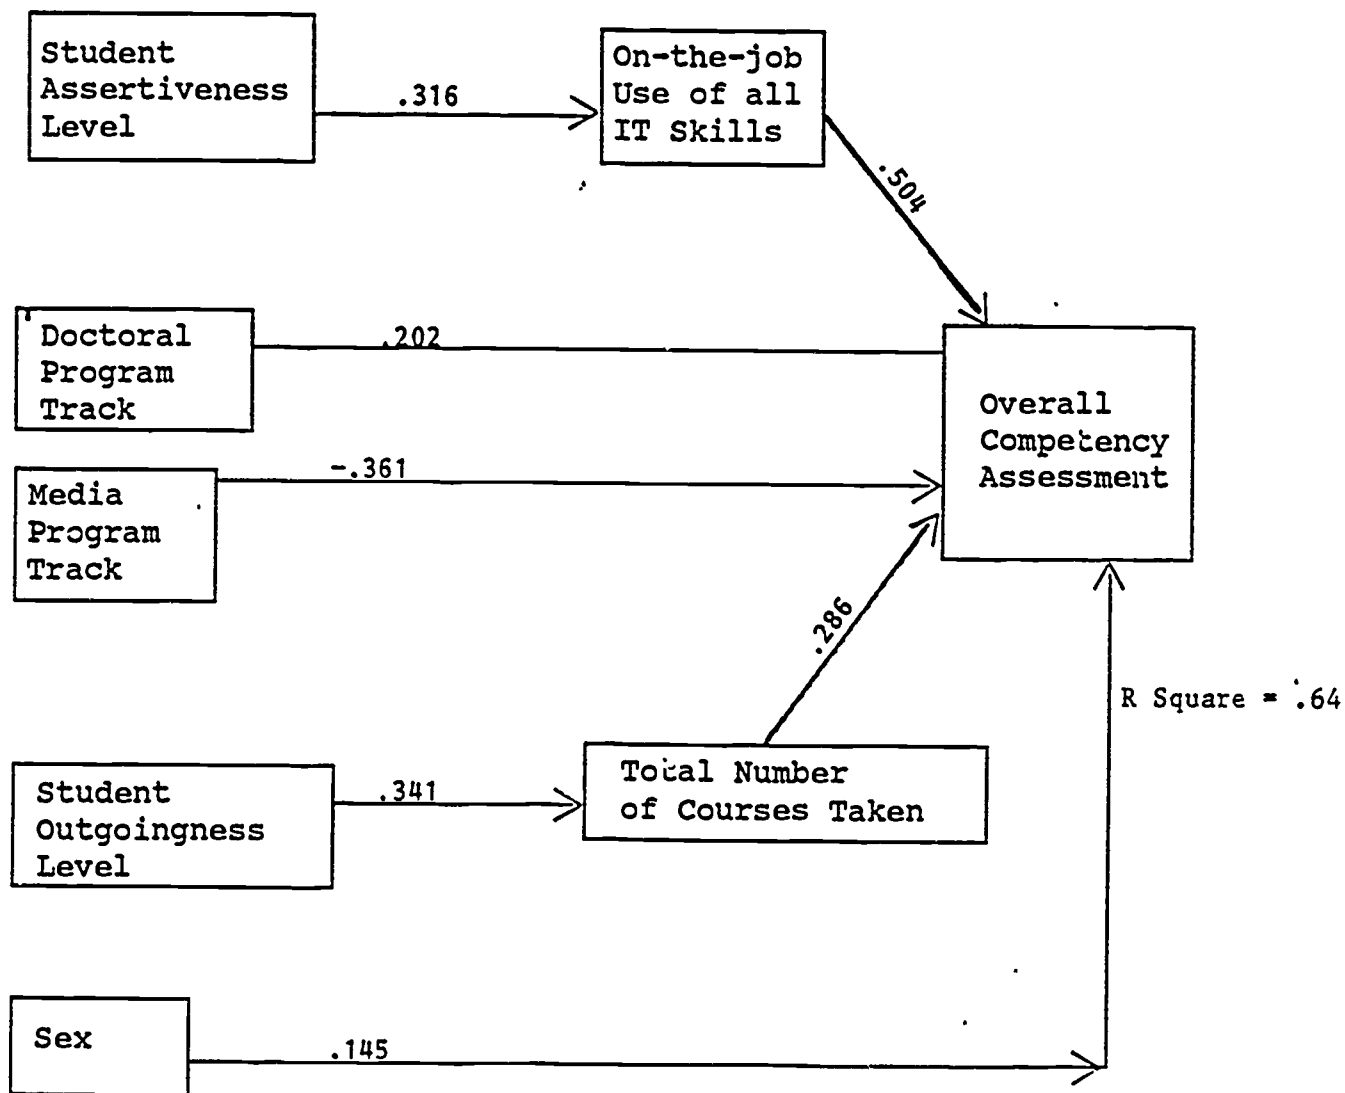 Student
Assertiveness
Level
.316
On-the-job
Use of all
IT Skills
.504
Doctoral
Program
Track
.202
Overall
Competency
Assessment
Media
Program
Track
-.361
.286
R Square = .64
Student
Outgoingness
Level
.341
Total Number
of Courses Taken
Sex
.145